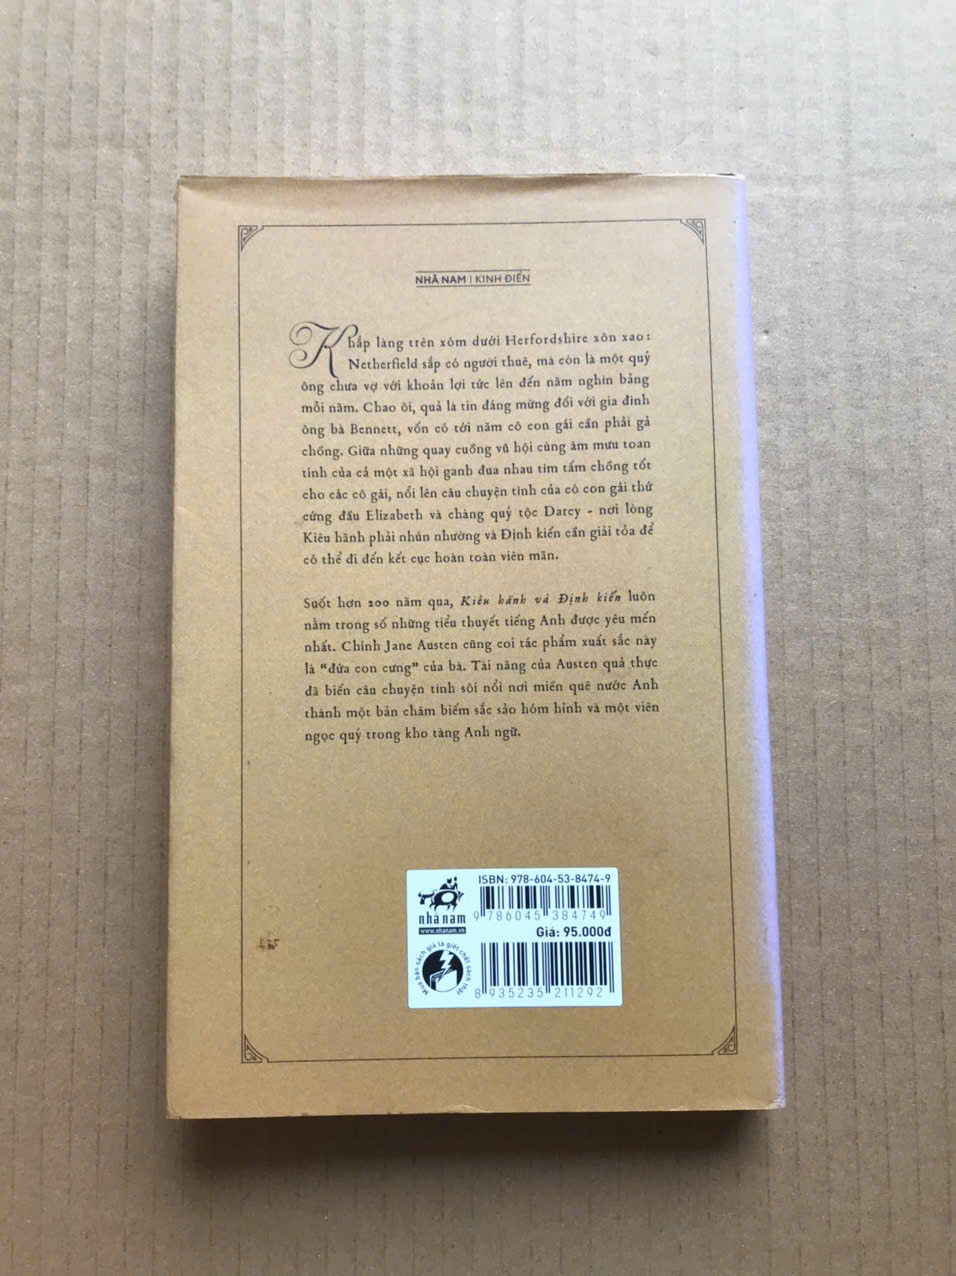 NHÃ NAM | KINH ĐIỂN
Khắp làng trên xóm dưới Herfordshire xôn xao:
Netherfield sắp có người thuê, mà còn là một quý
ông chưa vợ với khoản lợi tức lên đến năm nghìn bảng
mỗi năm. Chao ôi, quả là tin đáng mừng đối với gia đình
ông bà Bennett, vốn có tới năm cô con gái cần phải gả
chồng. Giữa những quay cuồng vũ hội cùng âm mưu toan
tính của cả một xã hội ganh đua nhau tìm tấm chồng tốt
cho các cô gái, nổi lên câu chuyện tình của cô con gái thứ
cứng đầu Elizabeth và chàng quý tộc Darcy - nơi lòng
Kiêu hãnh phải nhún nhường và Định kiến cần giải tỏa để
có thể đi đến kết cục hoàn toàn viên mãn.
Suốt hơn 200 năm qua, Kiêu hãnh và Định kiến luôn
nằm trong số những tiểu thuyết tiếng Anh được yêu mến
nhất. Chính Jane Austen cũng coi tác phẩm xuất sắc này
là “đứa con cưng” của bà. Tài năng của Austen quả thực
đã biến câu chuyện tình sôi nổi nơi miền quê nước Anh
thành một bản châm biếm sắc sảo hóm hỉnh và một viên
ngọc quý trong kho tàng Anh ngữ.
ISBN: 978-604-53-8474-9
9 786045 384749
nhã nam
www.nhanam.vn
Giá: 95.000đ
Mua bán sách giả là giết chết sách thật
8 935235 211292